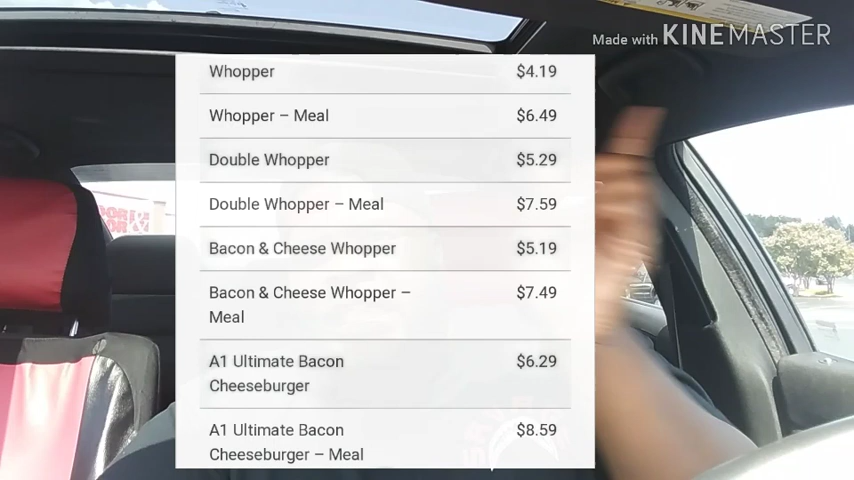 Made with KINEMASTER
Whopper $4.19
Whopper – Meal $6.49
Double Whopper $5.29
Double Whopper – Meal $7.59
Bacon & Cheese Whopper $5.19
Bacon & Cheese Whopper – $7.49
Meal
A1 Ultimate Bacon $6.29
Cheeseburger
A1 Ultimate Bacon $8.59
Cheeseburger – Meal